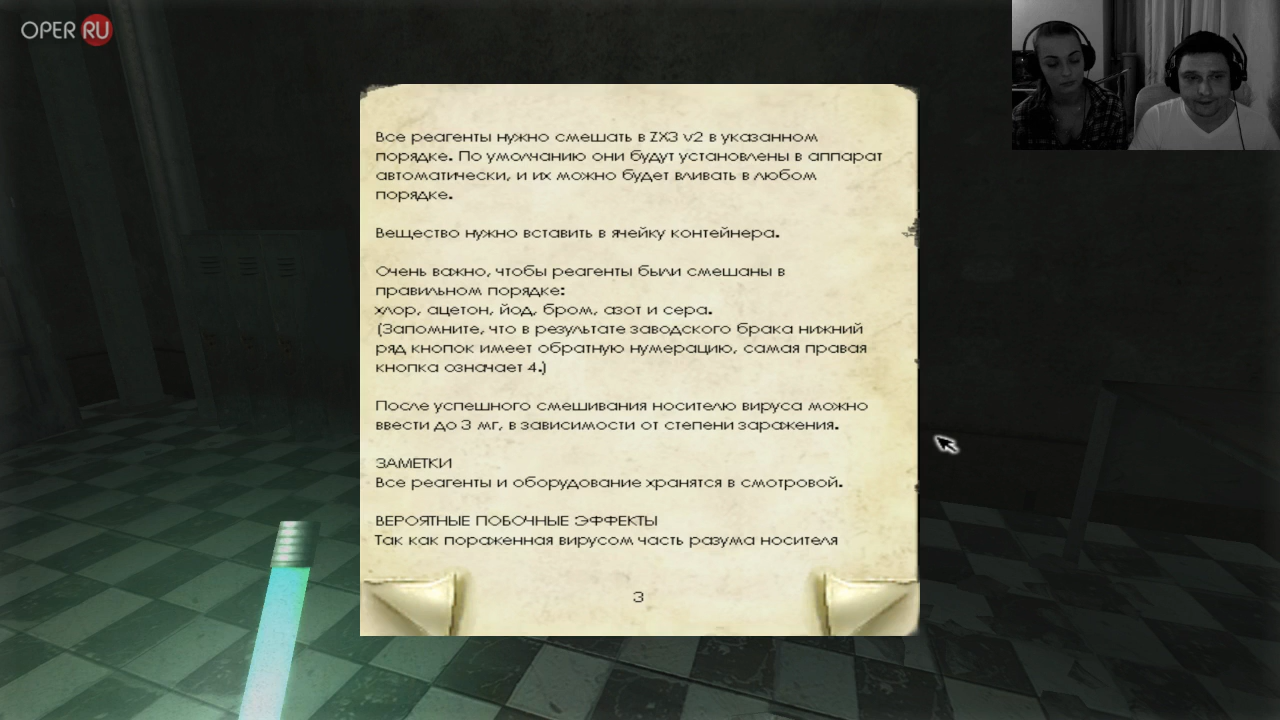 OPER RU
Все реагенты нужно смешать в ZX3 v2 в указанном
порядке. По умолчанию они будут установлены в аппарат
автоматически, и их можно будет вливать в любом
порядке.
Вещество нужно вставить в ячейку контейнера.
Очень важно, чтобы реагенты были смешаны в
правильном порядке:
хлор, ацетон, йод, бром, азот и сера.
(Запомните, что в результате заводского брака нижний
ряд кнопок имеет обратную нумерацию, самая правая
кнопка означает 4.)
После успешного смешивания носителю вируса можно
ввести до 3 мг, в зависимости от степени заражения.
ЗАМЕТКИ
Все реагенты и оборудование хранятся в смотровой.
ВЕРОЯТНЫЕ ПОБОЧНЫЕ ЭФФЕКТЫ
Так как пораженная вирусом часть разума носителя
3